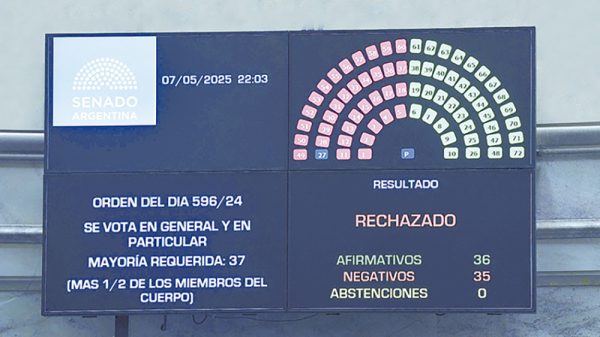 SENADO
ARGENTINA
07/05/2025 22:03
ORDEN DEL DIA 596/24
SE VOTA EN GENERAL Y EN
PARTICULAR
MAYORÍA REQUERIDA: 37
(MAS 1/2 DE LOS MIEMBROS DEL
CUERPO)
RESULTADO
RECHAZADO
AFIRMATIVOS 36
NEGATIVOS 35
ABSTENCIONES 0